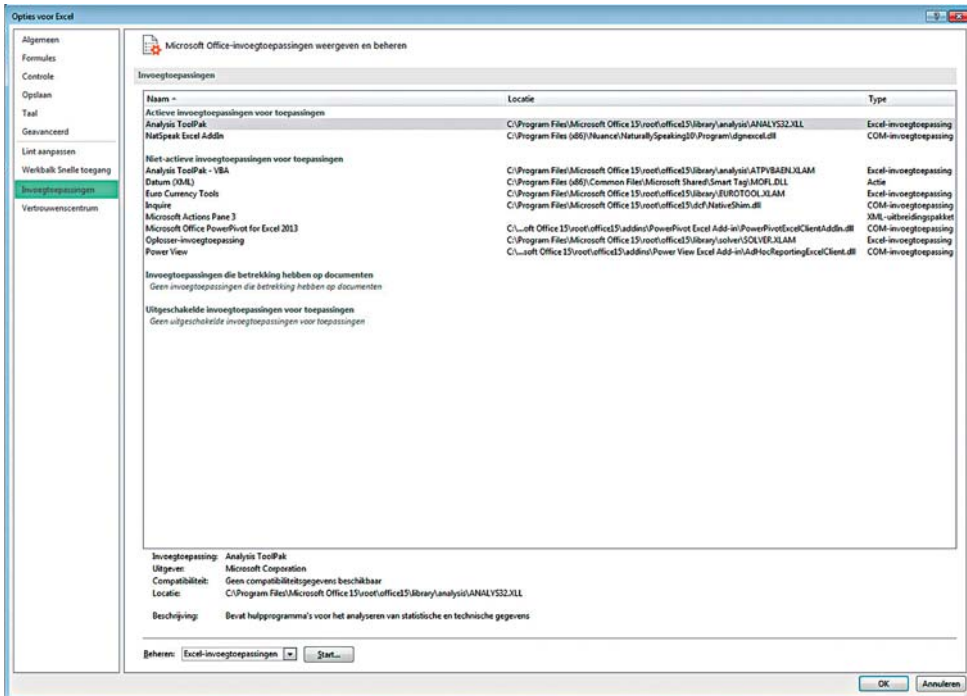 Opties voor Excel
Algemeen
Formules
Controle
Opslaan
Taal
Geavanceerd
Lint aanpassen
Werkbalk Snelle toegang
Invoegtoepassingen
Vertrouwenscentrum
Microsoft Office-invoegtoepassingen weergeven en beheren
Invoegtoepassingen
Naam Locatie Type
Actieve invoegtoepassingen voor toepassingen
Analysis ToolPak C:\Program Files\Microsoft Office 15\root\office15\library\analysis\ANALYS32.XLL Excel-invoegtoepassing
NatSpeak Excel AddIn C:\Program Files (x86)\Nuance\NaturallySpeaking10\Program\dgnexcel.dll COM-invoegtoepassing
Niet-actieve invoegtoepassingen voor toepassingen
Analysis ToolPak - VBA C:\Program Files\Microsoft Office 15\root\office15\library\analysis\ATPVBAEN.XLAM Excel-invoegtoepassing
Datum (XML) C:\Program Files (x86)\Common Files\Microsoft Shared\Smart Tag\MOFL.DLL Actie
Euro Currency Tools C:\Program Files\Microsoft Office 15\root\office15\library\EUROTOOL.XLAM Excel-invoegtoepassing
Inquire C:\Program Files\Microsoft Office 15\root\office15\dcf\NativeShim.dll COM-invoegtoepassing
Microsoft Actions Pane 3 XML-uitbreidingspakket
Microsoft Office PowerPivot for Excel 2013 C:\...oft Office 15\root\office15\addins\PowerPivot Excel Add-in\PowerPivotExcelClientAddIn.dll COM-invoegtoepassing
Oplosser-invoegtoepassing C:\Program Files\Microsoft Office 15\root\office15\library\solver\SOLVER.XLAM Excel-invoegtoepassing
Power View C:\...soft Office 15\root\office15\addins\Power View Excel Add-in\AdHocReportingExcelClient.dll COM-invoegtoepassing
Invoegtoepassingen die betrekking hebben op documenten
Geen invoegtoepassingen die betrekking hebben op documenten
Uitgeschakelde invoegtoepassingen voor toepassingen
Geen uitgeschakelde invoegtoepassingen voor toepassingen
Invoegtoepassing: Analysis ToolPak
Uitgever: Microsoft Corporation
Compatibiliteit: Geen compatibiliteitsgegevens beschikbaar
Locatie: C:\Program Files\Microsoft Office 15\root\office15\library\analysis\ANALYS32.XLL
Beschrijving: Bevat hulpprogramma's voor het analyseren van statistische en technische gegevens
Beheren: Excel-invoegtoepassingen Start...
OK Annuleren